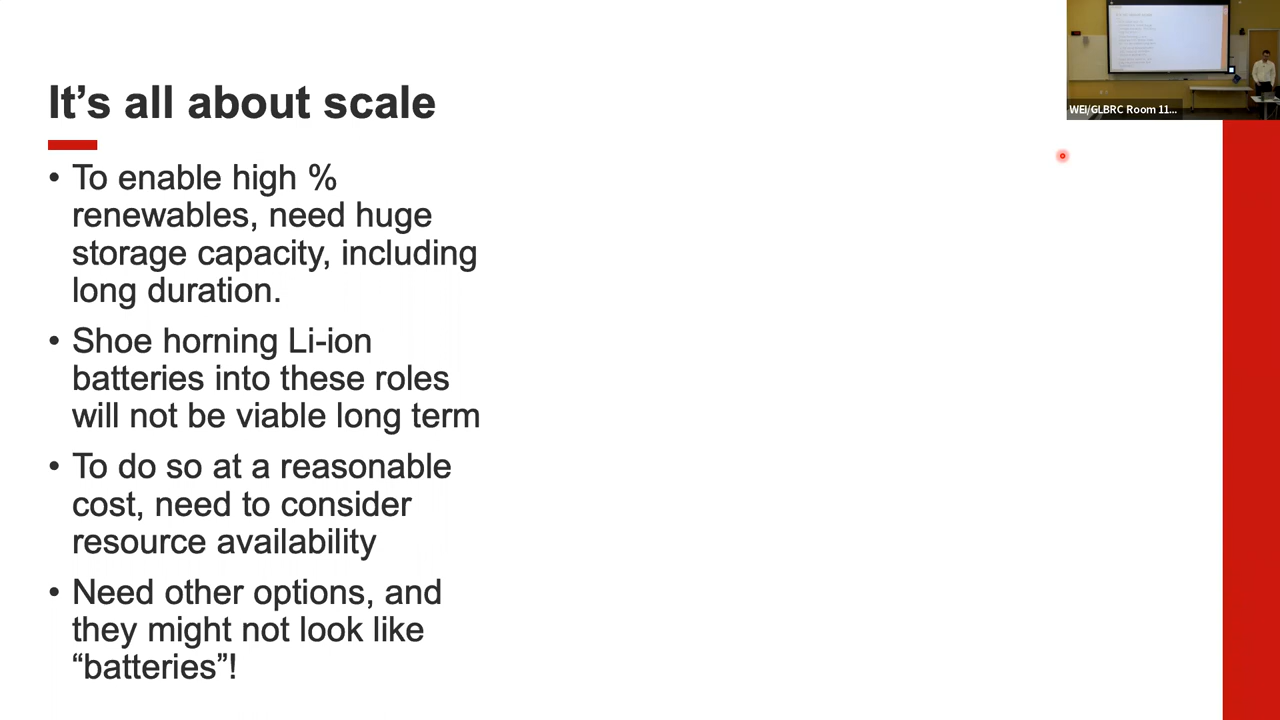 It's all about scale
• To enable high %
renewables, need huge
storage capacity, including
long duration.
• Shoe horning Li-ion
batteries into these roles
will not be viable long term
• To do so at a reasonable
cost, need to consider
resource availability
• Need other options, and
they might not look like
“batteries”!
WEI/GLBRC Room 11...